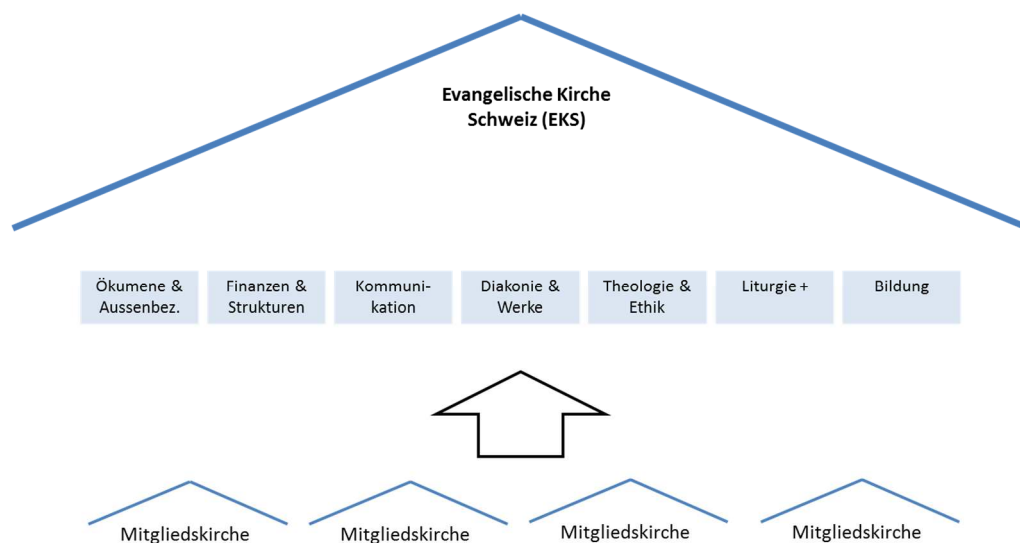 Evangelische Kirche
Schweiz (EKS)
Ökumene &
Aussenbez.
Finanzen &
Strukturen
Kommuni-
kation
Diakonie &
Werke
Theologie &
Ethik
Liturgie +
Bildung
Mitgliedskirche
Mitgliedskirche
Mitgliedskirche
Mitgliedskirche